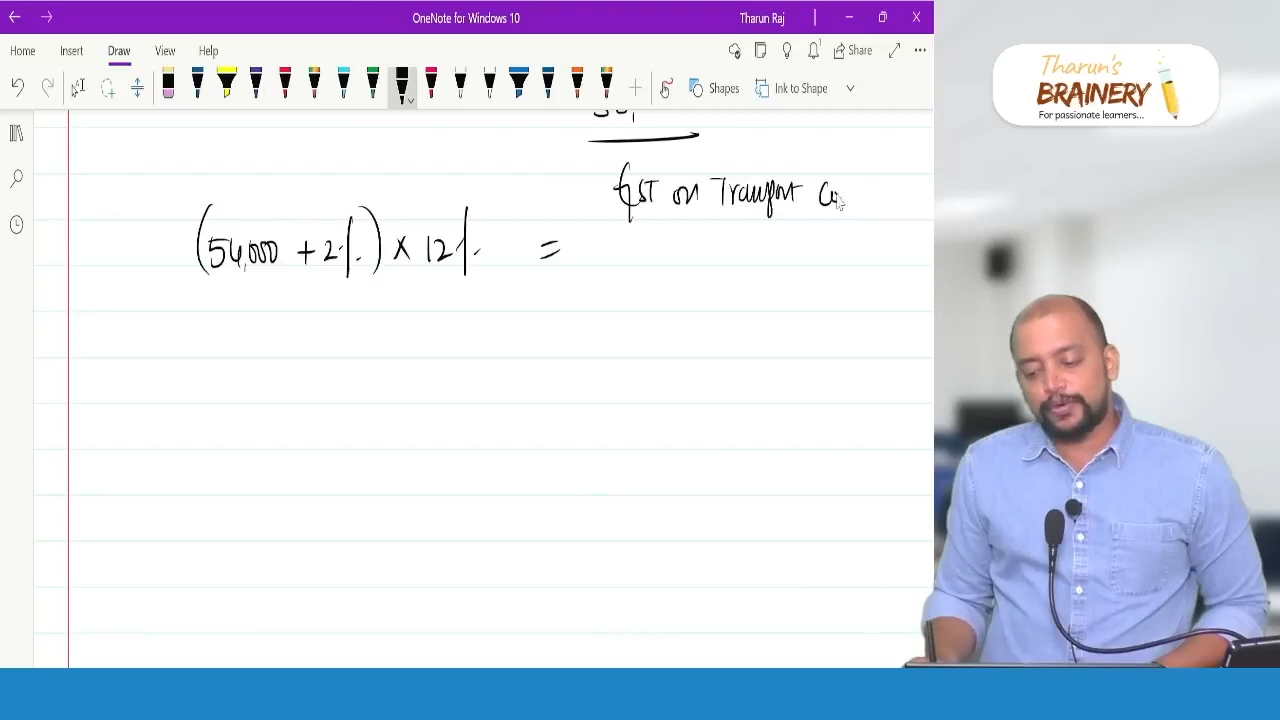 OneNote for Windows 10
Tharun Raj
Home Insert Draw View Help
Share
Shapes
Ink to Shape
Tharun's
BRAINERY
For passionate learners...
GST on Transport
(54,000 + 2%) × 12% =